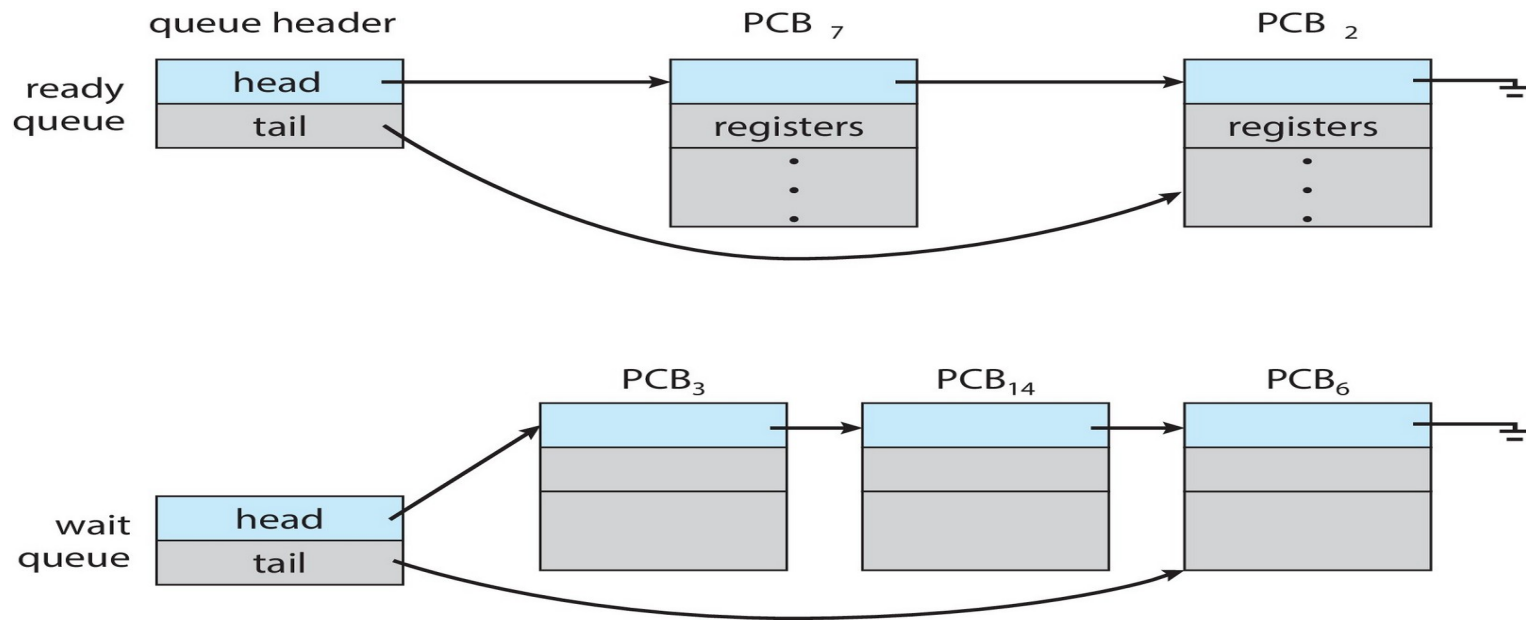 queue header
PCB 7
PCB 2
ready
queue
head
tail
registers
registers
PCB3
PCB14
PCB6
wait
queue
head
tail